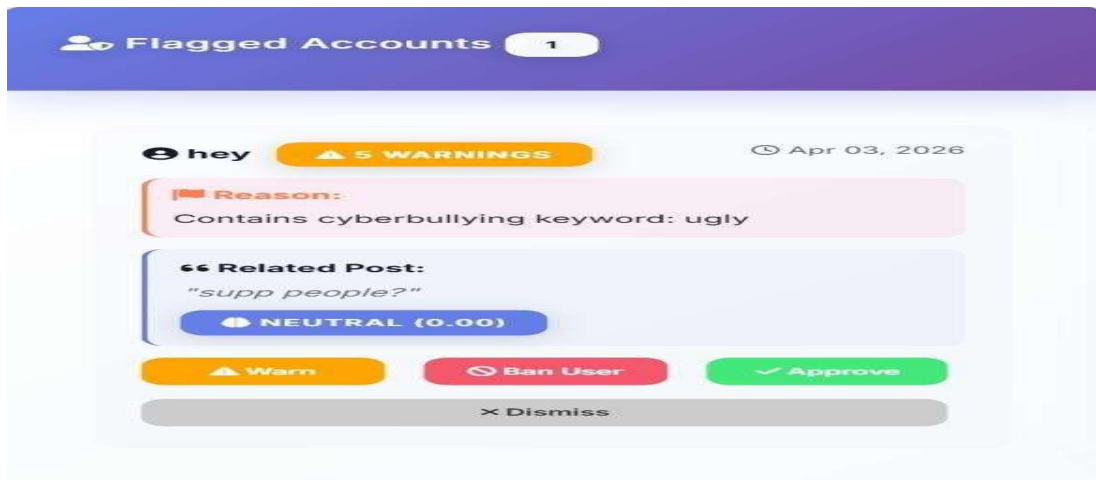 Flagged Accounts 1
hey 5 WARNINGS Apr 03, 2026
Reason:
Contains cyberbullying keyword: ugly
Related Post:
"supp people?"
NEUTRAL (0.00)
Warn Ban User Approve
Dismiss